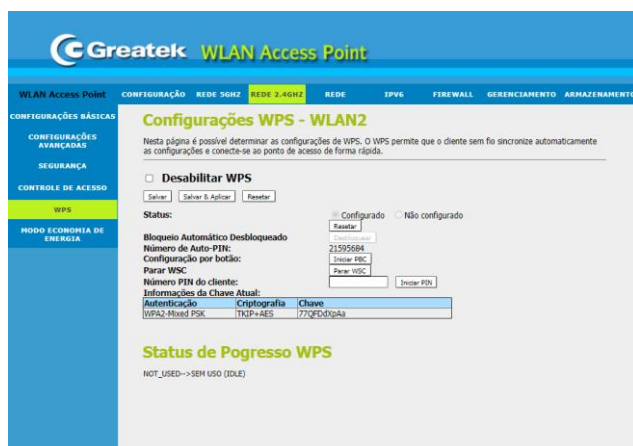 Greatek WLAN Access Point
WLAN Access Point CONFIGURAÇÃO REDE 5GHZ REDE 2.4GHZ REDE IPV6 FIREWALL GERENCIAMENTO ARMAZENAMENTO
CONFIGURAÇÕES BÁSICAS
CONFIGURAÇÕES
AVANÇADAS
SEGURANÇA
CONTROLE DE ACESSO
WPS
MODO ECONOMIA DE
ENERGIA
Configurações WPS - WLAN2
Nesta página é possível determinar as configurações de WPS. O WPS permite que o cliente sem fio sincronize automaticamente
as configurações e conecte-se ao ponto de acesso de forma rápida.
Desabilitar WPS
Salvar Salvar & Aplicar Resetar
Status: Configurado Não configurado
Resetar
Bloqueio Automático Desbloqueado Desbloquear
Número de Auto-PIN: 21595684
Configuração por botão: Iniciar PBC
Parar WSC Parar WSC
Número PIN do cliente: Iniciar PIN
Informações da Chave Atual:
Autenticação Criptografia Chave
WPA2-Mixed PSK TKIP+AES 77QFDdXpAa
Status de Pogresso WPS
NOT_USED-->SEM USO (IDLE)